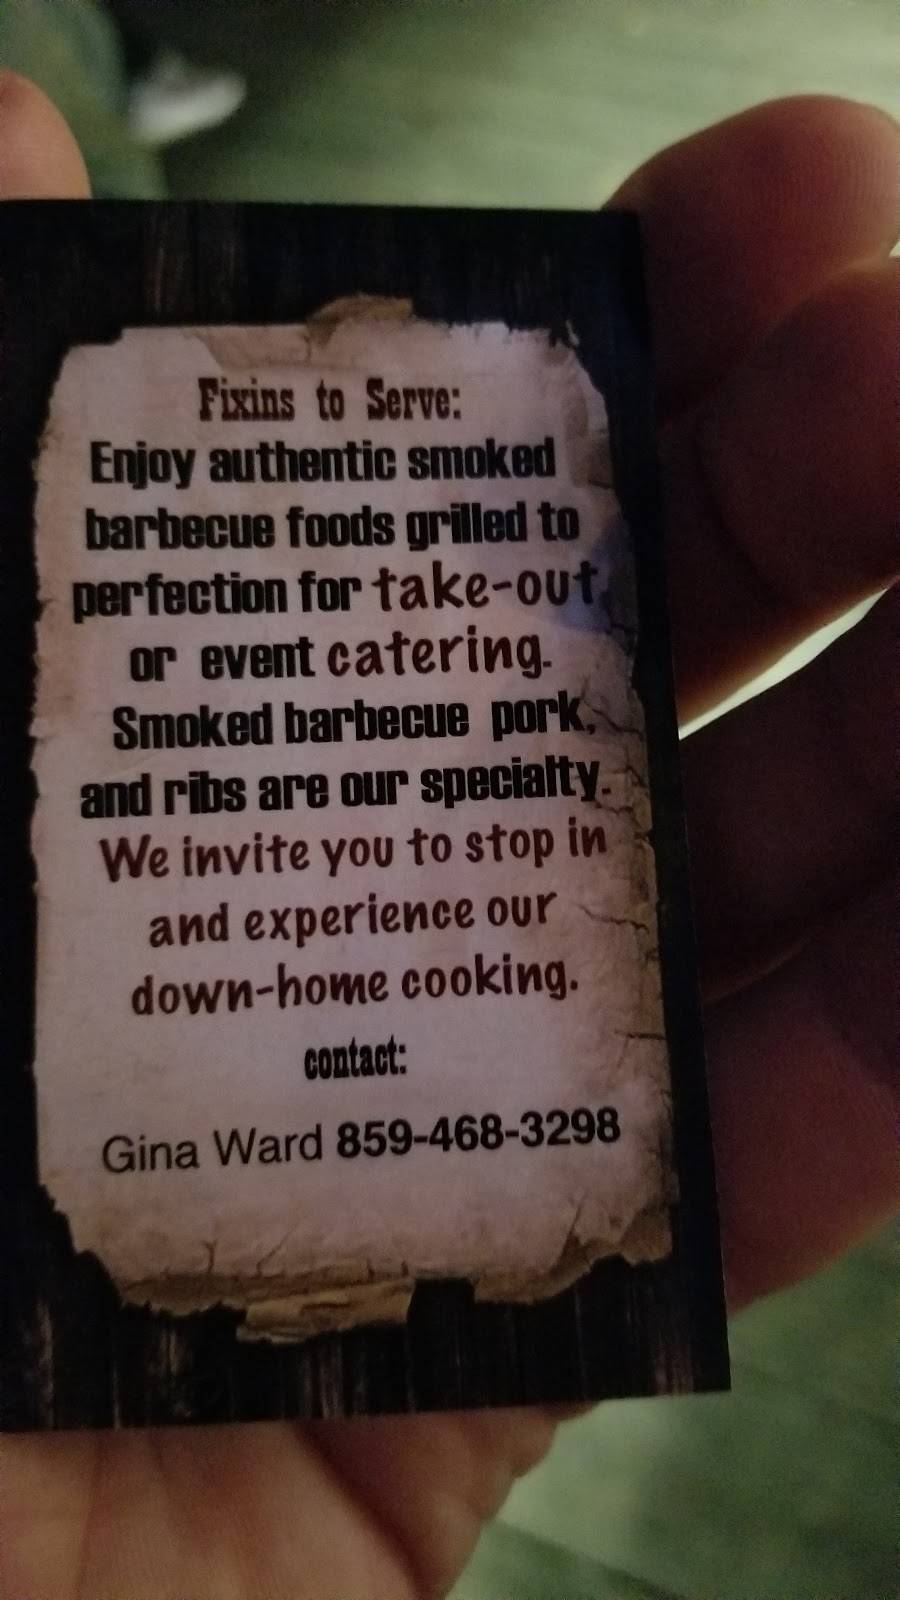 Fixins to Serve:
Enjoy authentic smoked
barbecue foods grilled to
perfection for take-out
or event catering.
Smoked barbecue pork,
and ribs are our specialty.
We invite you to stop in
and experience our
down-home cooking.
contact:
Gina Ward 859-468-3298